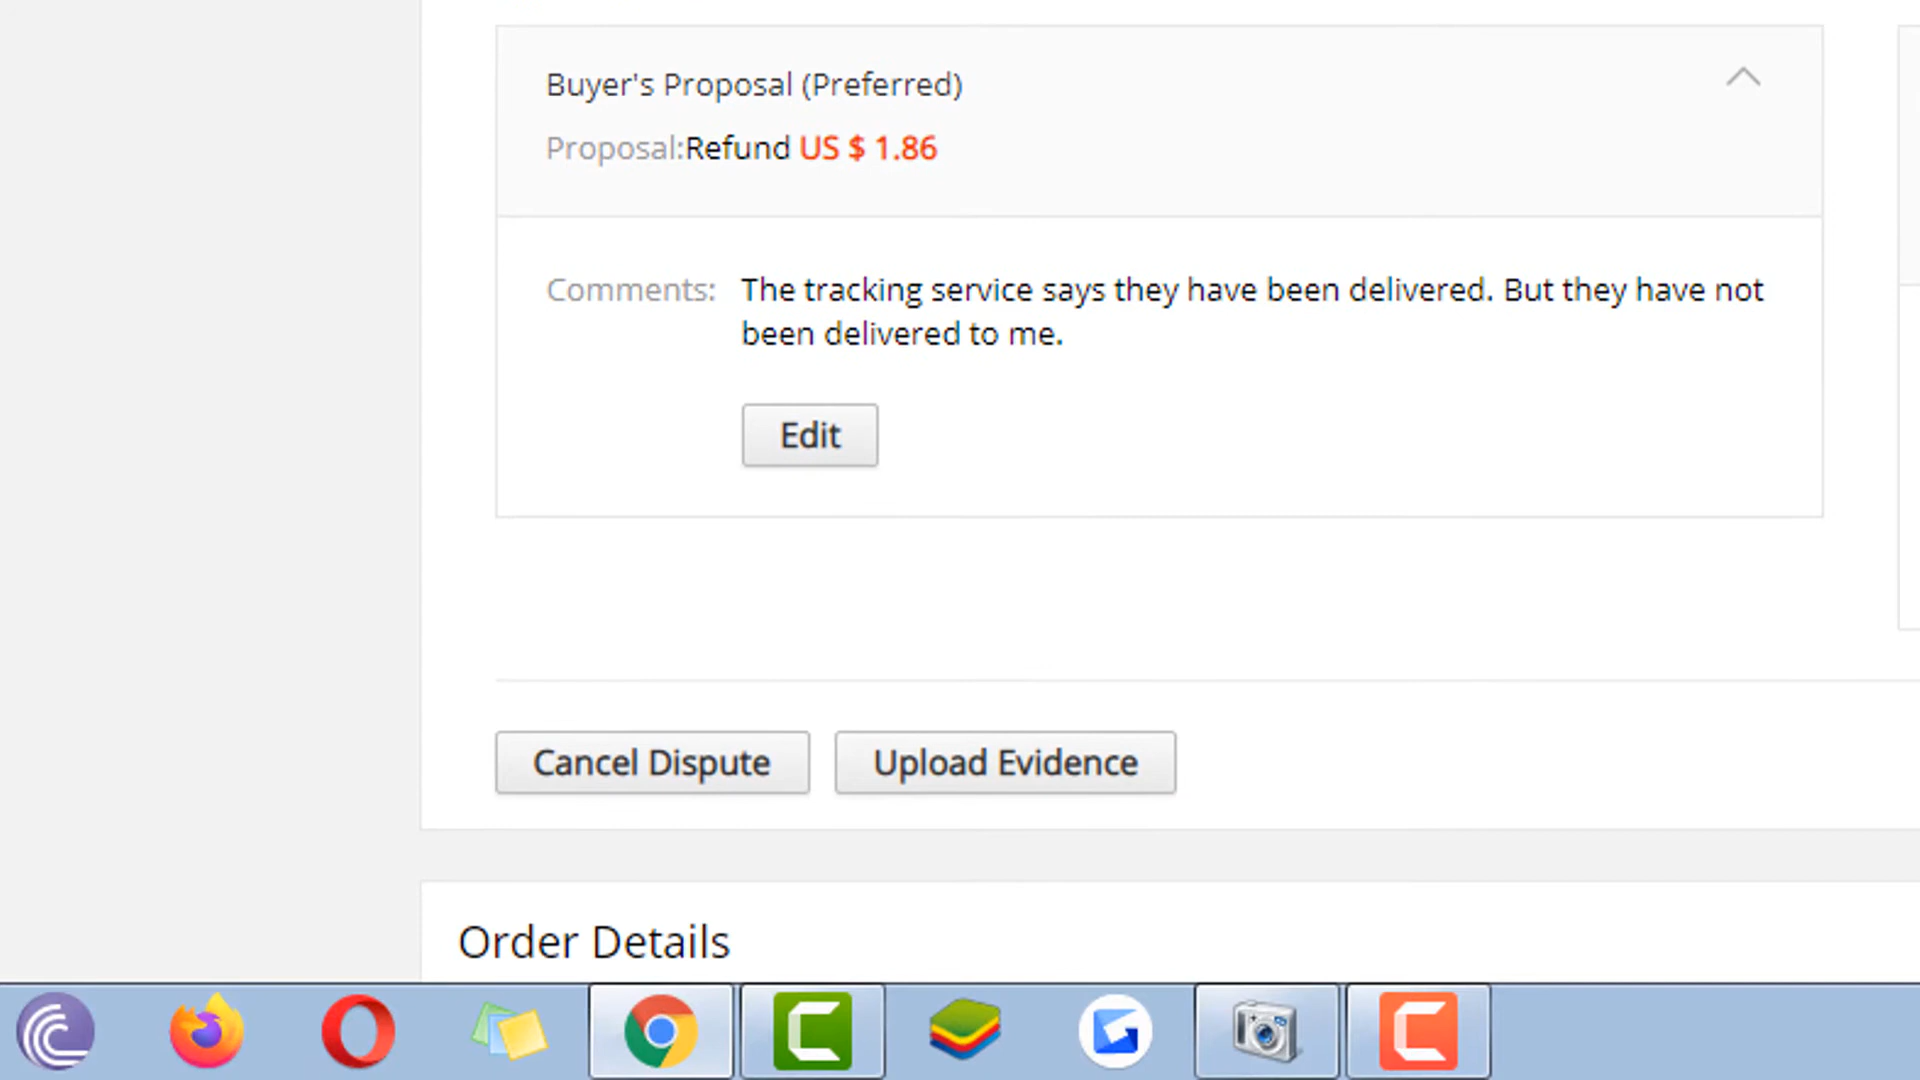 Buyer's Proposal (Preferred)
Proposal:Refund US $ 1.86
Comments: The tracking service says they have been delivered. But they have not
been delivered to me.
Edit
Cancel Dispute Upload Evidence
Order Details